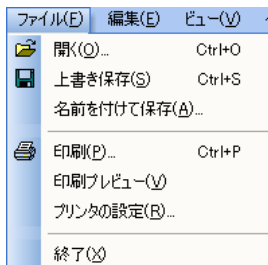 ファイル(F) 編集(E) ビュー(V)
開く(O)... Ctrl+O
上書き保存(S) Ctrl+S
名前を付けて保存(A)...
印刷(P)... Ctrl+P
印刷プレビュー(V)
プリンタの設定(R)...
終了(X)